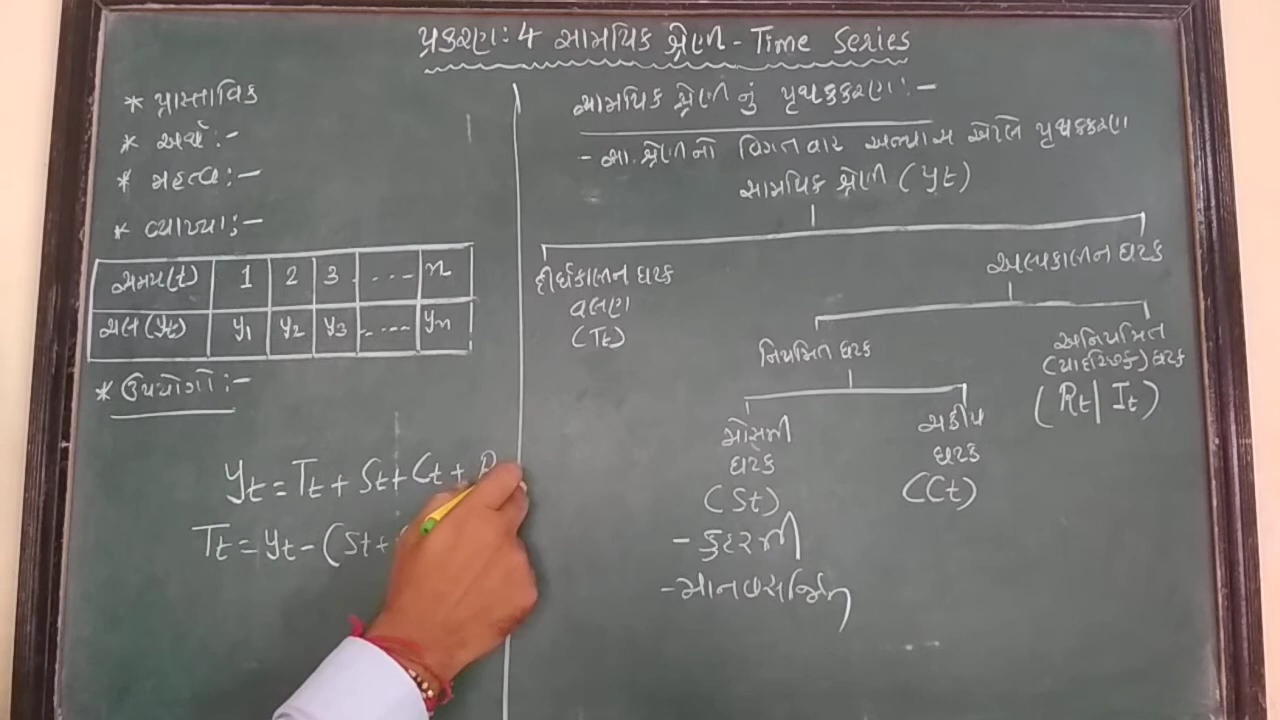 પ્રકરણ: 4 સામયિક શ્રેણી - Time Series
* પ્રાસ્તાવિક
* અર્થ:-
* મહત્વ:-
* વ્યાખ્યા:-
સમય(t) 1 2 3 .... n
ચલ(yt) y1 y2 y3 ..... yn
* ઉપયોગો:-
yt = Tt + St + Ct + R
Tt = yt - (St +
સામયિક શ્રેણીનું પૃથક્કરણ:-
- સા. શ્રેણીનો વિગતવાર અભ્યાસ એટલે પૃથક્કરણ
સામયિક શ્રેણી (yt)
દીર્ઘકાલીન ઘટક
વલણ
(Tt)
અલ્પકાલીન ઘટક
નિયમિત ઘટક
અનિયમિત
(યાદચ્છિક) ઘટક
(Rt | It)
મોસમી
ઘટક
(St)
- કુદરતી
- માનવસર્જિત
ચક્રીય
ઘટક
(Ct)